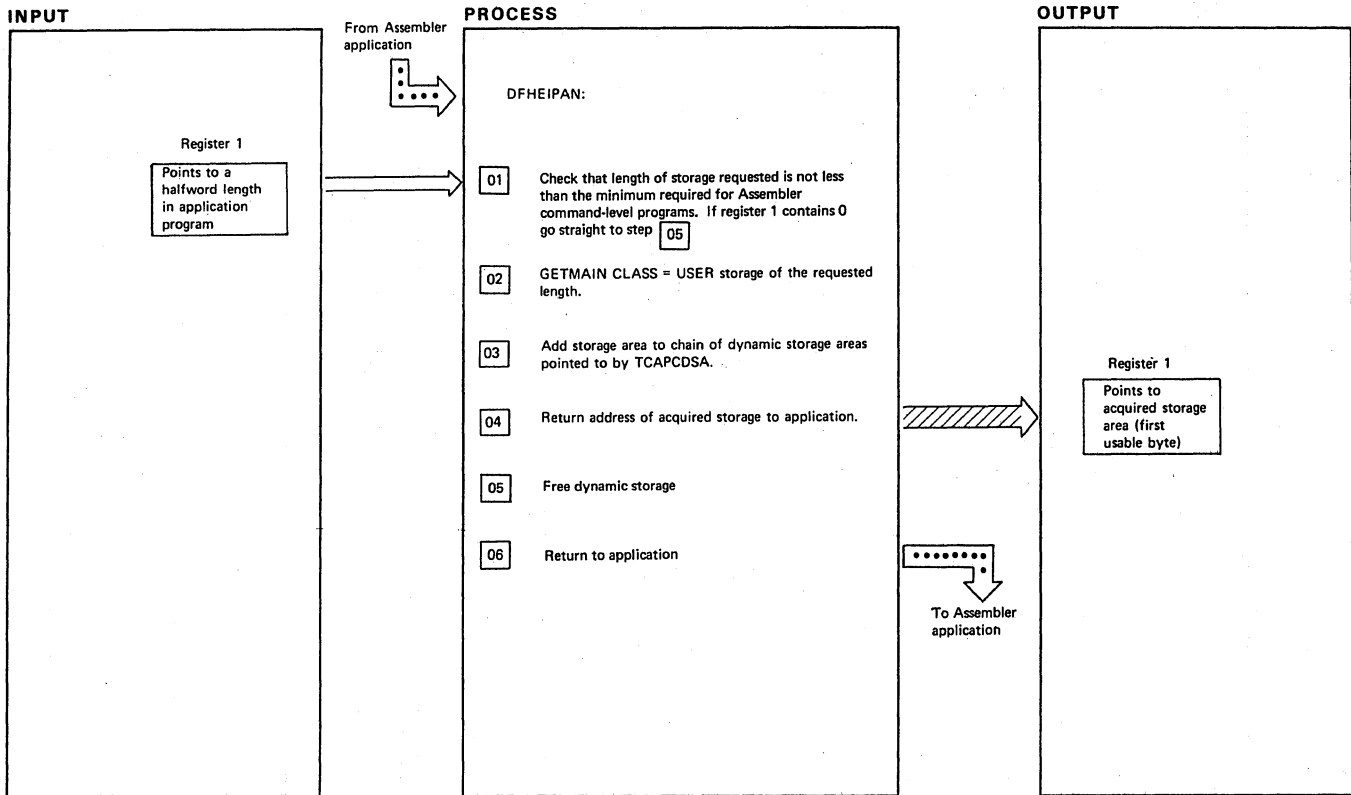 INPUT
PROCESS
OUTPUT
From Assembler
application
DFHEIPAN:
Register 1
Points to a
halfword length
in application
program
01
Check that length of storage requested is not less
than the minimum required for Assembler
command-level programs. If register 1 contains 0
go straight to step 05
02
GETMAIN CLASS = USER storage of the requested
length.
03
Add storage area to chain of dynamic storage areas
pointed to by TCAPCDSA.
Register 1
Points to
acquired storage
area (first
usable byte)
04
Return address of acquired storage to application.
05
Free dynamic storage
06
Return to application
To Assembler
application